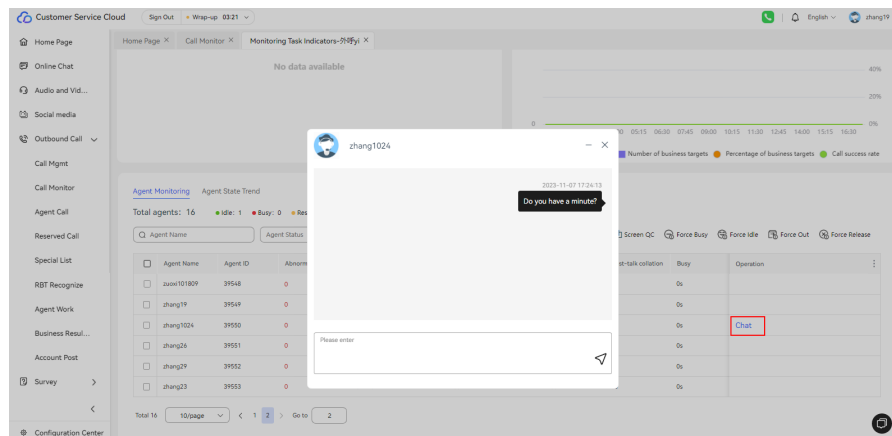 Customer Service Cloud
Sign Out
Wrap-up 03:21
English
zhang19
Home Page
Online Chat
Audio and Vid...
Social media
Outbound Call
Call Mgmt
Call Monitor
Agent Call
Reserved Call
Special List
RBT Recognize
Agent Work
Business Resul...
Account Post
Survey
Configuration Center
Home Page ×
Call Monitor ×
No data available
40%
20%
0
0%
05:15 06:30 07:45 09:00 10:15 11:30 12:45 14:00 15:15 16:30
Number of business targets
Percentage of business targets
Call success rate
Agent Monitoring
Agent State Trend
Total agents: 16
Idle: 1
Busy: 0
Res
Agent Name
Agent Status
Screen QC
Force Busy
Force Idle
Force Out
Force Release
Agent Name Agent ID Abnorm st-talk collation Busy Operation
zuoxi101809 39548 0 0s
zhang19 39549 0 0s
zhang1024 39550 0 0s Chat
zhang26 39551 0 0s
zhang29 39552 0 0s
zhang23 39553 0 0s
Total 16
10/page
1 2
Go to 2
zhang1024
2023-11-07 17:24:13
Do you have a minute?
Please enter